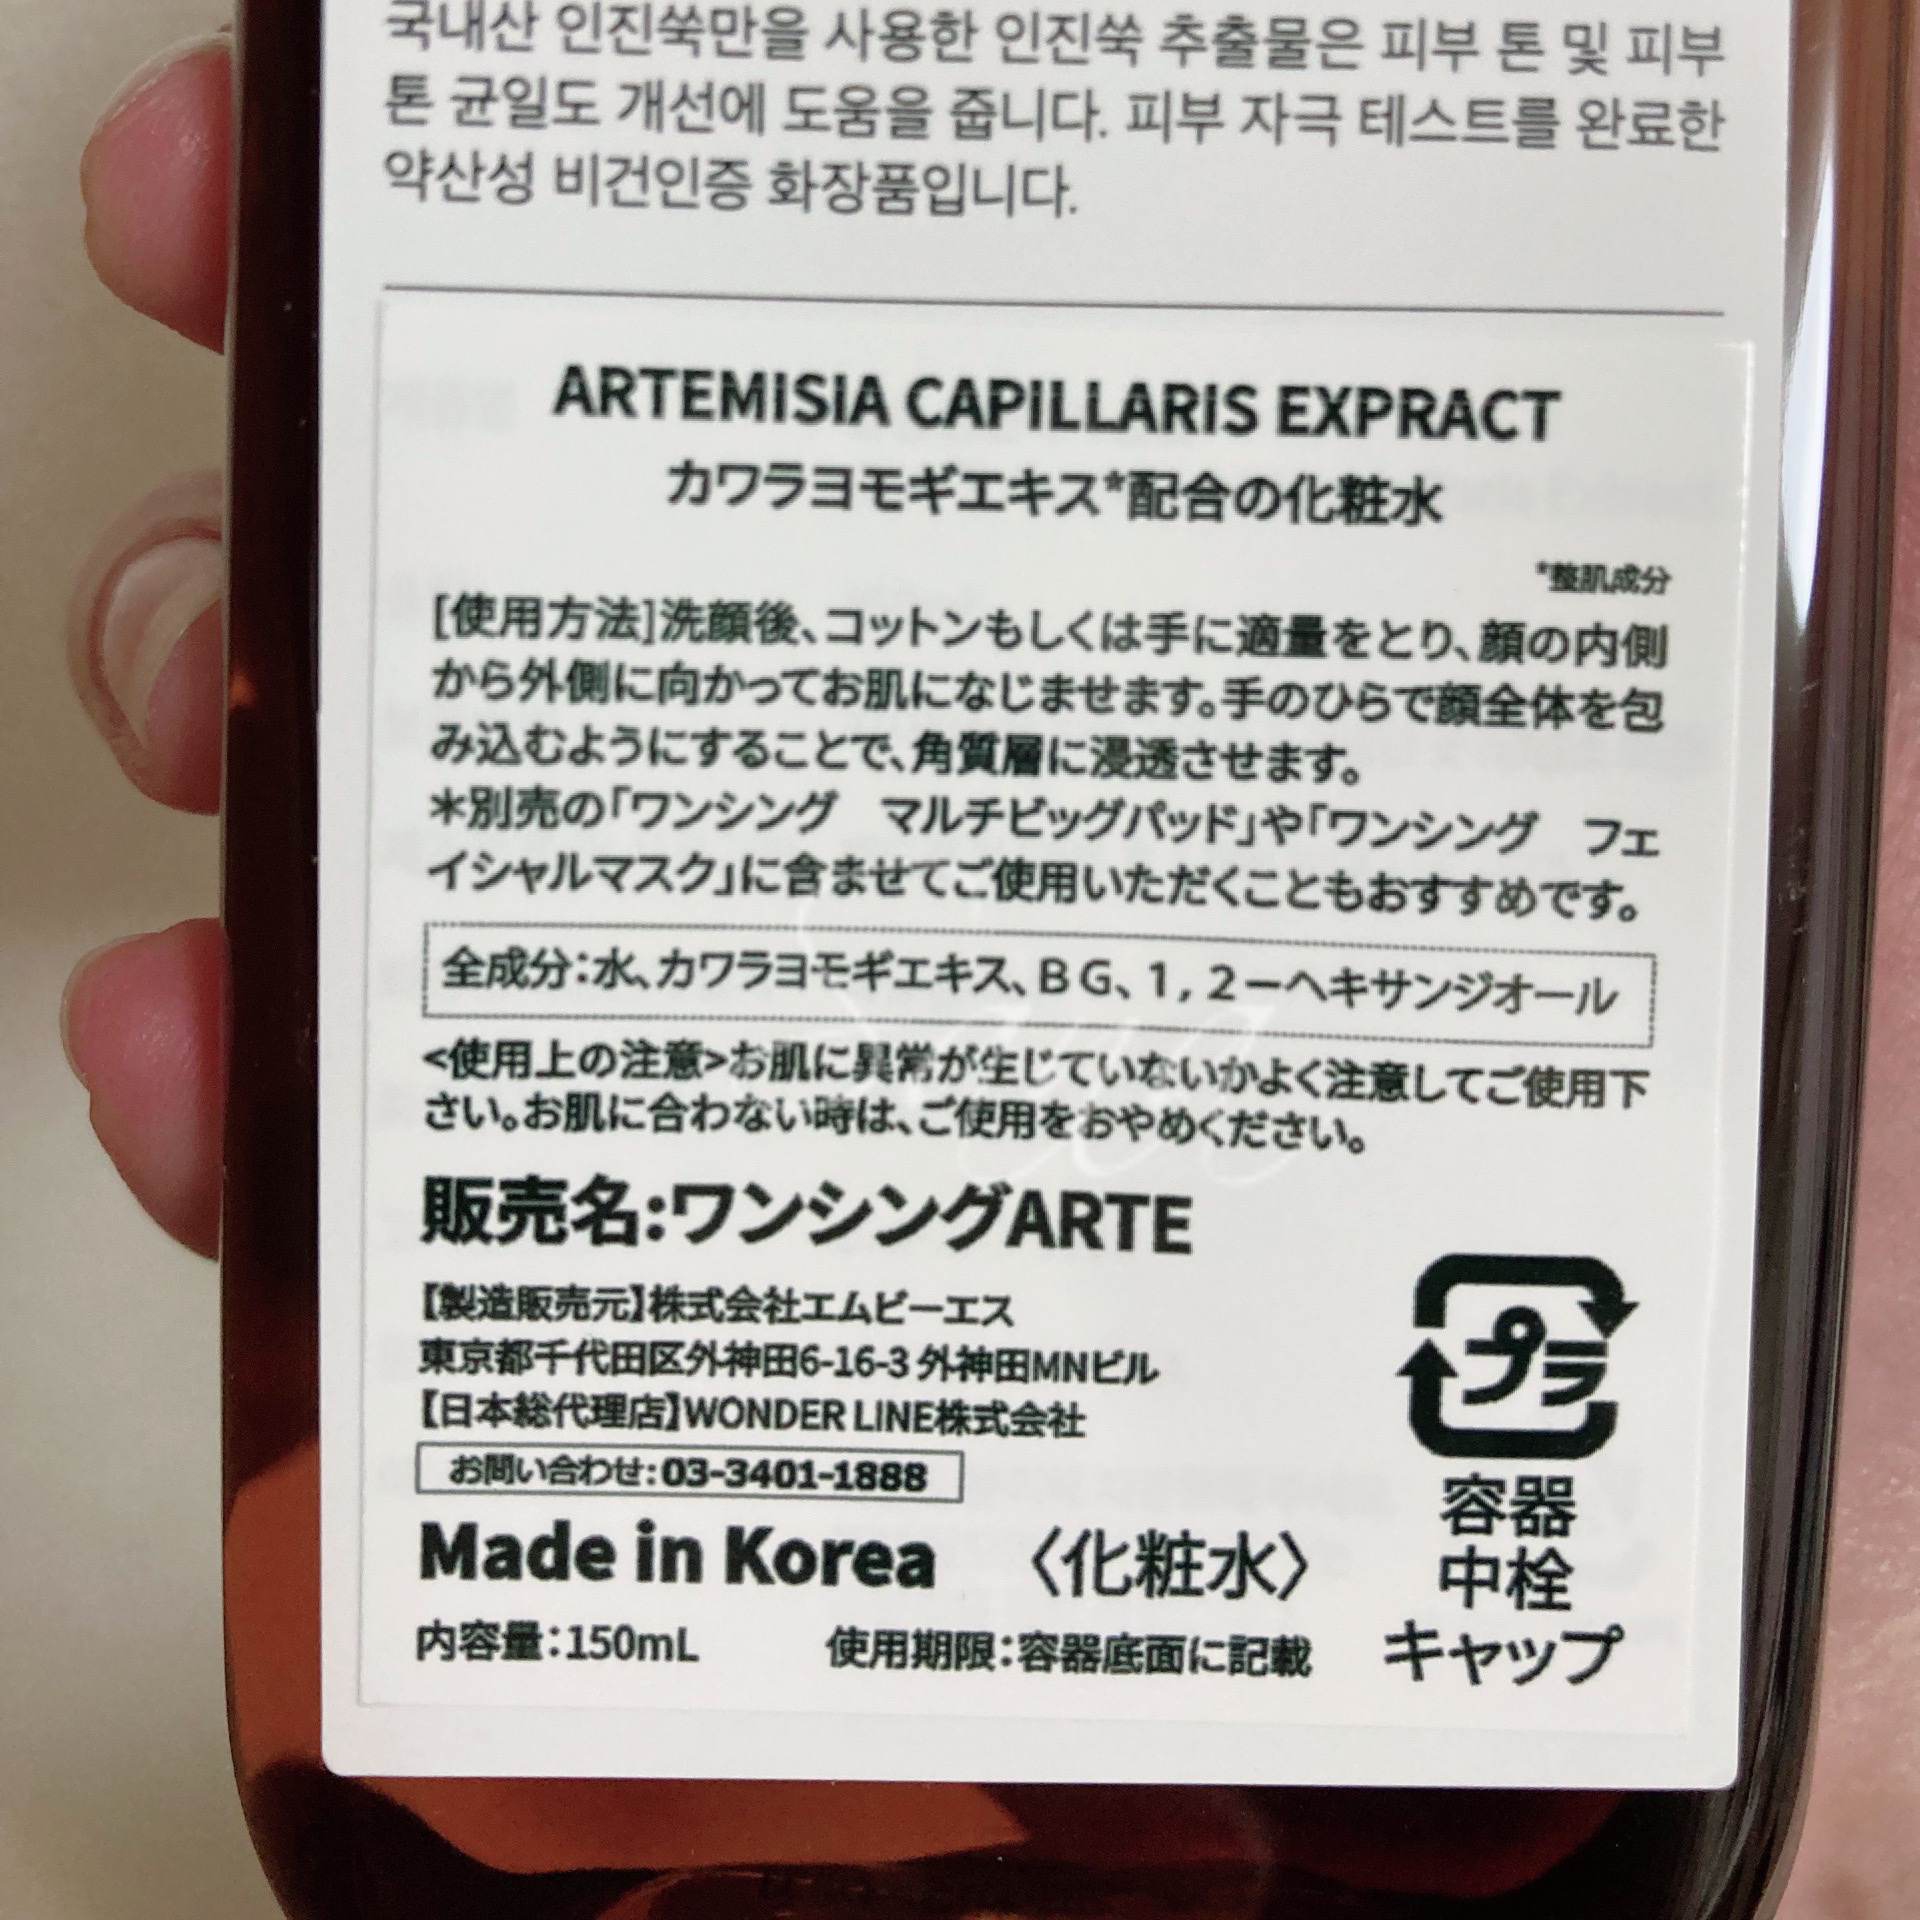 국내산 인진쑥만을 사용한 인진쑥 추출물은 피부 톤 및 피부
톤 균일도 개선에 도움을 줍니다. 피부 자극 테스트를 완료한
약산성 비건인증 화장품입니다.
ARTEMISIA CAPILLARIS EXPRACT
カワラヨモギエキス*配合の化粧水
*整肌成分
[使用方法]洗顔後、コットンもしくは手に適量をとり、顔の内側
から外側に向かってお肌になじませます。手のひらで顔全体を包
み込むようにすることで、角質層に浸透させます。
＊別売の「ワンシング　マルチビッグパッド」や「ワンシング　フェ
イシャルマスク」に含ませてご使用いただくこともおすすめです。
全成分：水、カワラヨモギエキス、ＢＧ、１，２－ヘキサンジオール
<使用上の注意>お肌に異常が生じていないかよく注意してご使用下
さい。お肌に合わない時は、ご使用をおやめください。
販売名：ワンシングARTE
【製造販売元】株式会社エムビーエス
東京都千代田区外神田6-16-3 外神田MNビル
【日本総代理店】WONDER LINE株式会社
お問い合わせ：03-3401-1888
Made in Korea 〈化粧水〉
内容量：150mL 使用期限：容器底面に記載
プラ
容器
中栓
キャップ